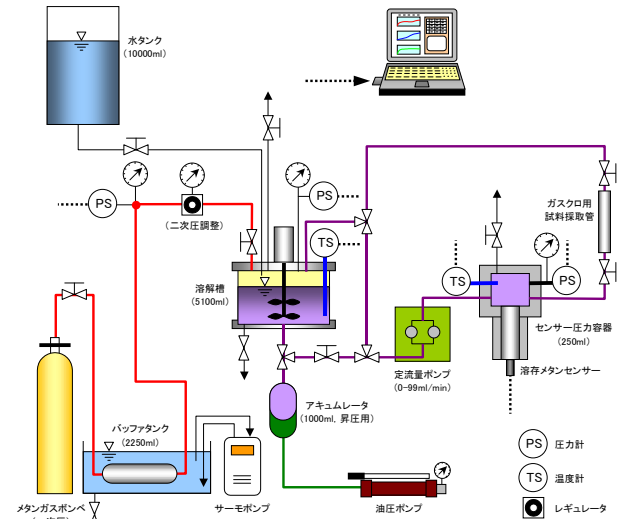 水タンク
(10000ml)
PS
(二次圧調整)
PS
TS
溶解槽
(5100ml)
ガスクロ用
試料採取管
TS
PS
センサー圧力容器
(250ml)
定流量ポンプ
(0-99ml/min)
溶存メタンセンサー
アキュムレータ
(1000ml, 昇圧用)
バッファタンク
(2250ml)
メタンガスボンベ
サーモポンプ
油圧ポンプ
PS 圧力計
TS 温度計
レギュレータ